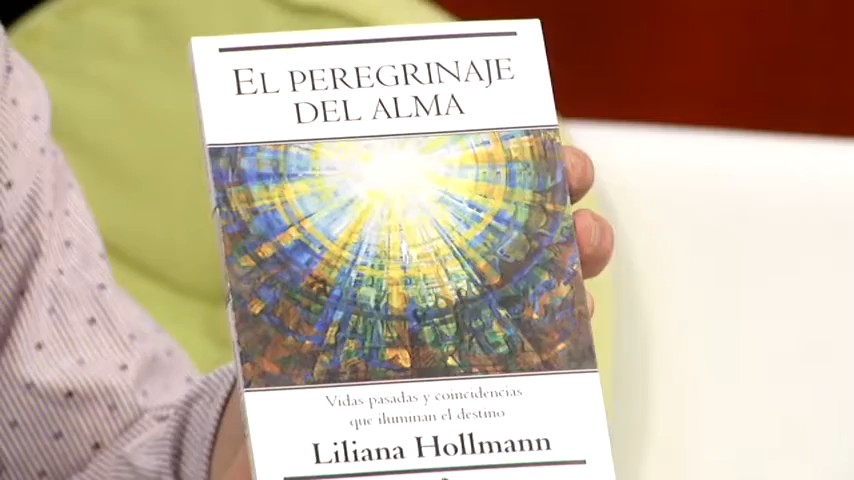 EL PEREGRINAJE
DEL ALMA
Vidas pasadas y coincidencias
que iluminan el destino
Liliana Hollmann